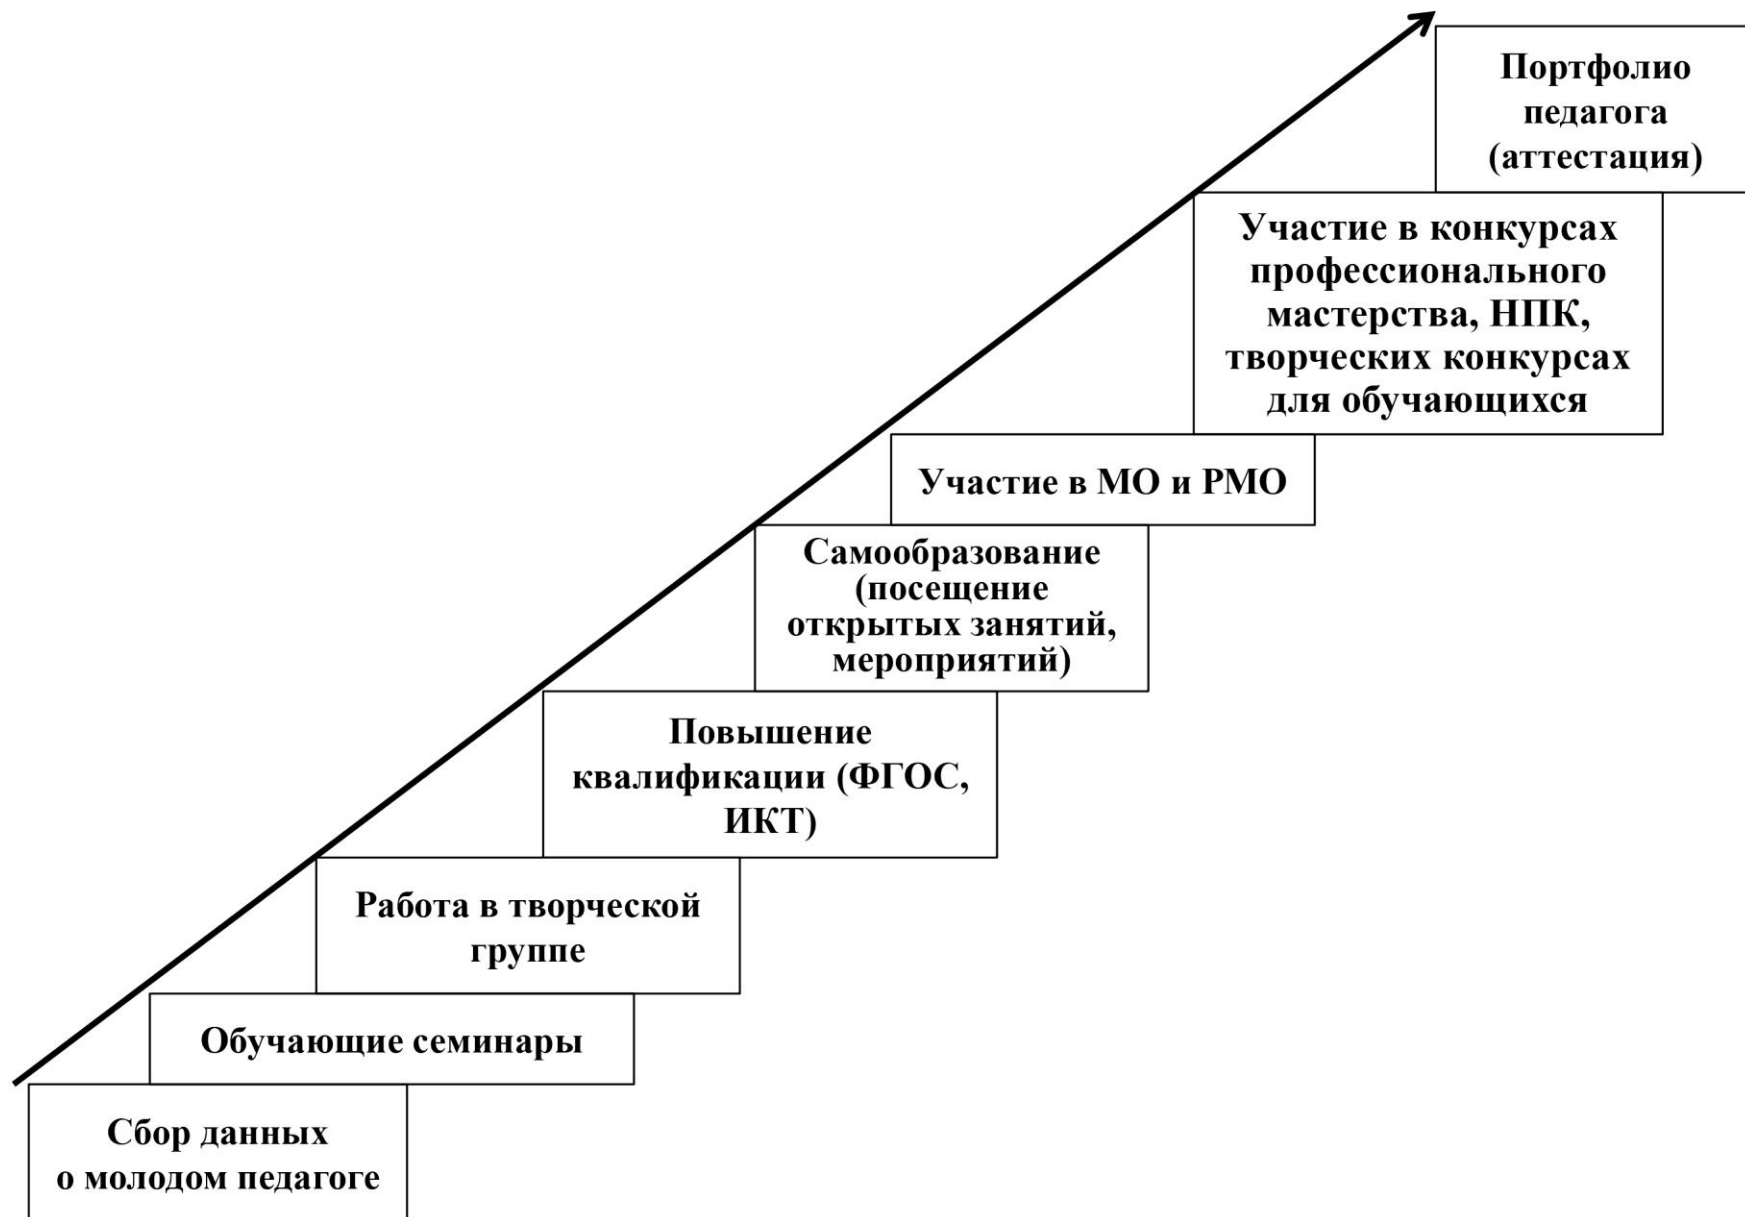 Портфолио
педагога
(аттестация)
Участие в конкурсах
профессионального
мастерства, НПК,
творческих конкурсах
для обучающихся
Участие в МО и РМО
Самообразование
(посещение
открытых занятий,
мероприятий)
Повышение
квалификации (ФГОС,
ИКТ)
Работа в творческой
группе
Обучающие семинары
Сбор данных
о молодом педагоге